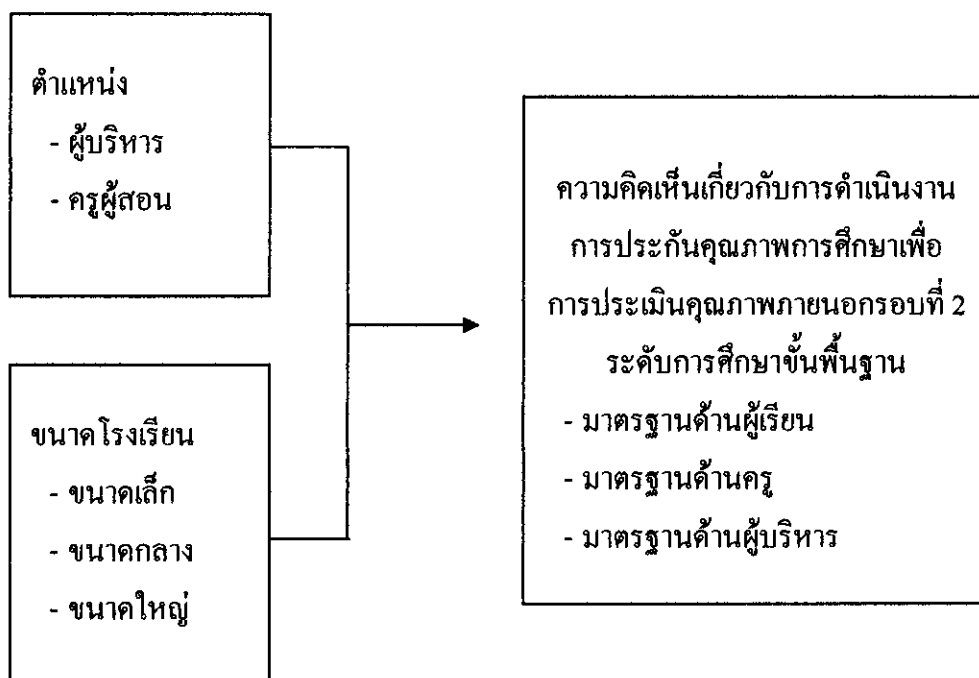 ตำแหน่ง
- ผู้บริหาร
- ครูผู้สอน
ขนาดโรงเรียน
- ขนาดเล็ก
- ขนาดกลาง
- ขนาดใหญ่
ความคิดเห็นเกี่ยวกับการดำเนินงาน
การประกันคุณภาพการศึกษาเพื่อ
การประเมินคุณภาพภายนอกรอบที่ 2
ระดับการศึกษาขั้นพื้นฐาน
- มาตรฐานด้านผู้เรียน
- มาตรฐานด้านครู
- มาตรฐานด้านผู้บริหาร